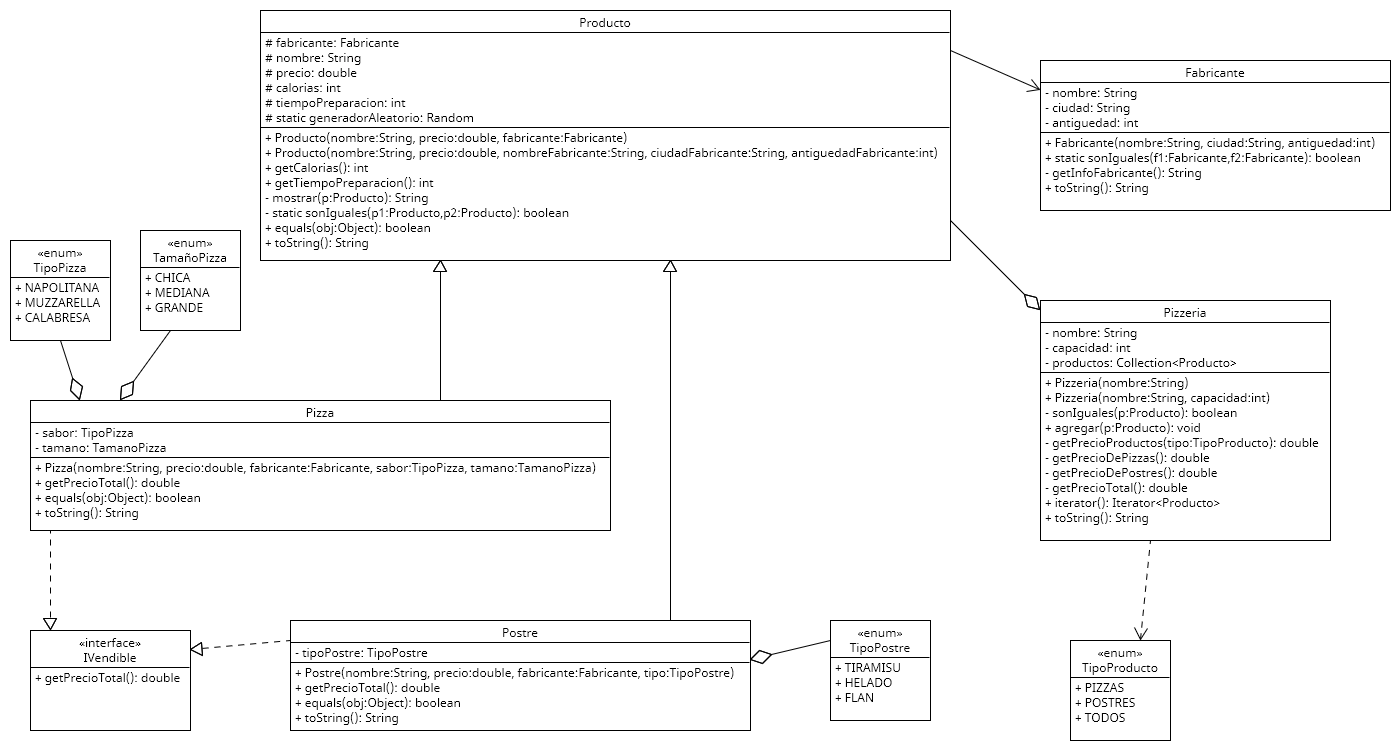 Producto
# fabricante: Fabricante
# nombre: String
# precio: double
# calorias: int
# tiempoPreparacion: int
# static generadorAleatorio: Random
+ Producto(nombre:String, precio:double, fabricante:Fabricante)
+ Producto(nombre:String, precio:double, nombreFabricante:String, ciudadFabricante:String, antiguedadFabricante:int)
+ getCalorias(): int
+ getTiempoPreparacion(): int
- mostrar(p:Producto): String
- static sonIguales(p1:Producto,p2:Producto): boolean
+ equals(obj:Object): boolean
+ toString(): String
Fabricante
- nombre: String
- ciudad: String
- antiguedad: int
+ Fabricante(nombre:String, ciudad:String, antiguedad:int)
+ static sonIguales(f1:Fabricante,f2:Fabricante): boolean
- getInfoFabricante(): String
+ toString(): String
«enum»
TipoPizza
+ NAPOLITANA
+ MUZZARELLA
+ CALABRESA
«enum»
TamañoPizza
+ CHICA
+ MEDIANA
+ GRANDE
Pizzeria
- nombre: String
- capacidad: int
- productos: Collection<Producto>
+ Pizzeria(nombre:String)
+ Pizzeria(nombre:String, capacidad:int)
- sonIguales(p:Producto): boolean
+ agregar(p:Producto): void
- getPrecioProductos(tipo:TipoProducto): double
- getPrecioDePizzas(): double
- getPrecioDePostres(): double
- getPrecioTotal(): double
+ iterator(): Iterator<Producto>
+ toString(): String
Pizza
- sabor: TipoPizza
- tamano: TamanoPizza
+ Pizza(nombre:String, precio:double, fabricante:Fabricante, sabor:TipoPizza, tamano:TamanoPizza)
+ getPrecioTotal(): double
+ equals(obj:Object): boolean
+ toString(): String
«interface»
IVendible
+ getPrecioTotal(): double
Postre
- tipoPostre: TipoPostre
+ Postre(nombre:String, precio:double, fabricante:Fabricante, tipo:TipoPostre)
+ getPrecioTotal(): double
+ equals(obj:Object): boolean
+ toString(): String
«enum»
TipoPostre
+ TIRAMISU
+ HELADO
+ FLAN
«enum»
TipoProducto
+ PIZZAS
+ POSTRES
+ TODOS